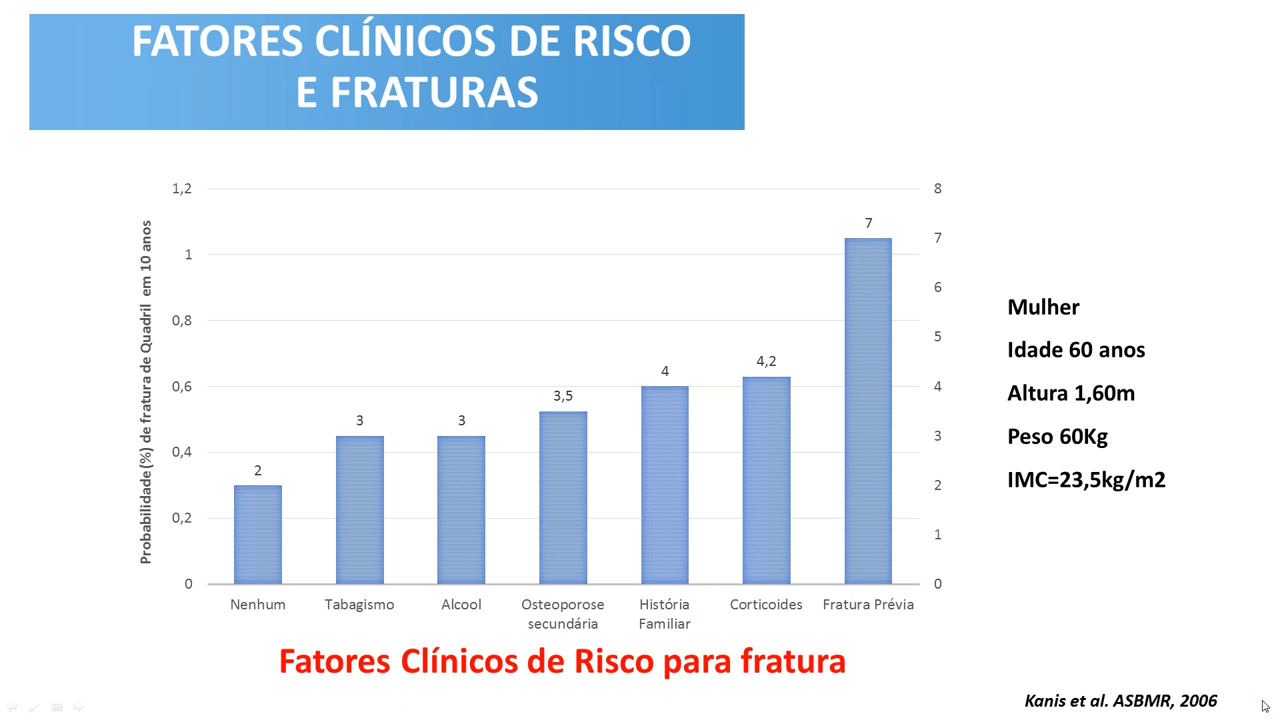 FATORES CLÍNICOS DE RISCO
E FRATURAS
Probabilidade (%) de fratura de Quadril em 10 anos
1,2
1
0,8
0,6
0,4
0,2
0
8
7
6
5
4
3
2
1
0
2
3
3
3,5
4
4,2
7
Nenhum
Tabagismo
Alcool
Osteoporose
secundária
História
Familiar
Corticoides
Fratura Prévia
Fatores Clínicos de Risco para fratura
Mulher
Idade 60 anos
Altura 1,60m
Peso 60Kg
IMC=23,5kg/m2
Kanis et al. ASBMR, 2006